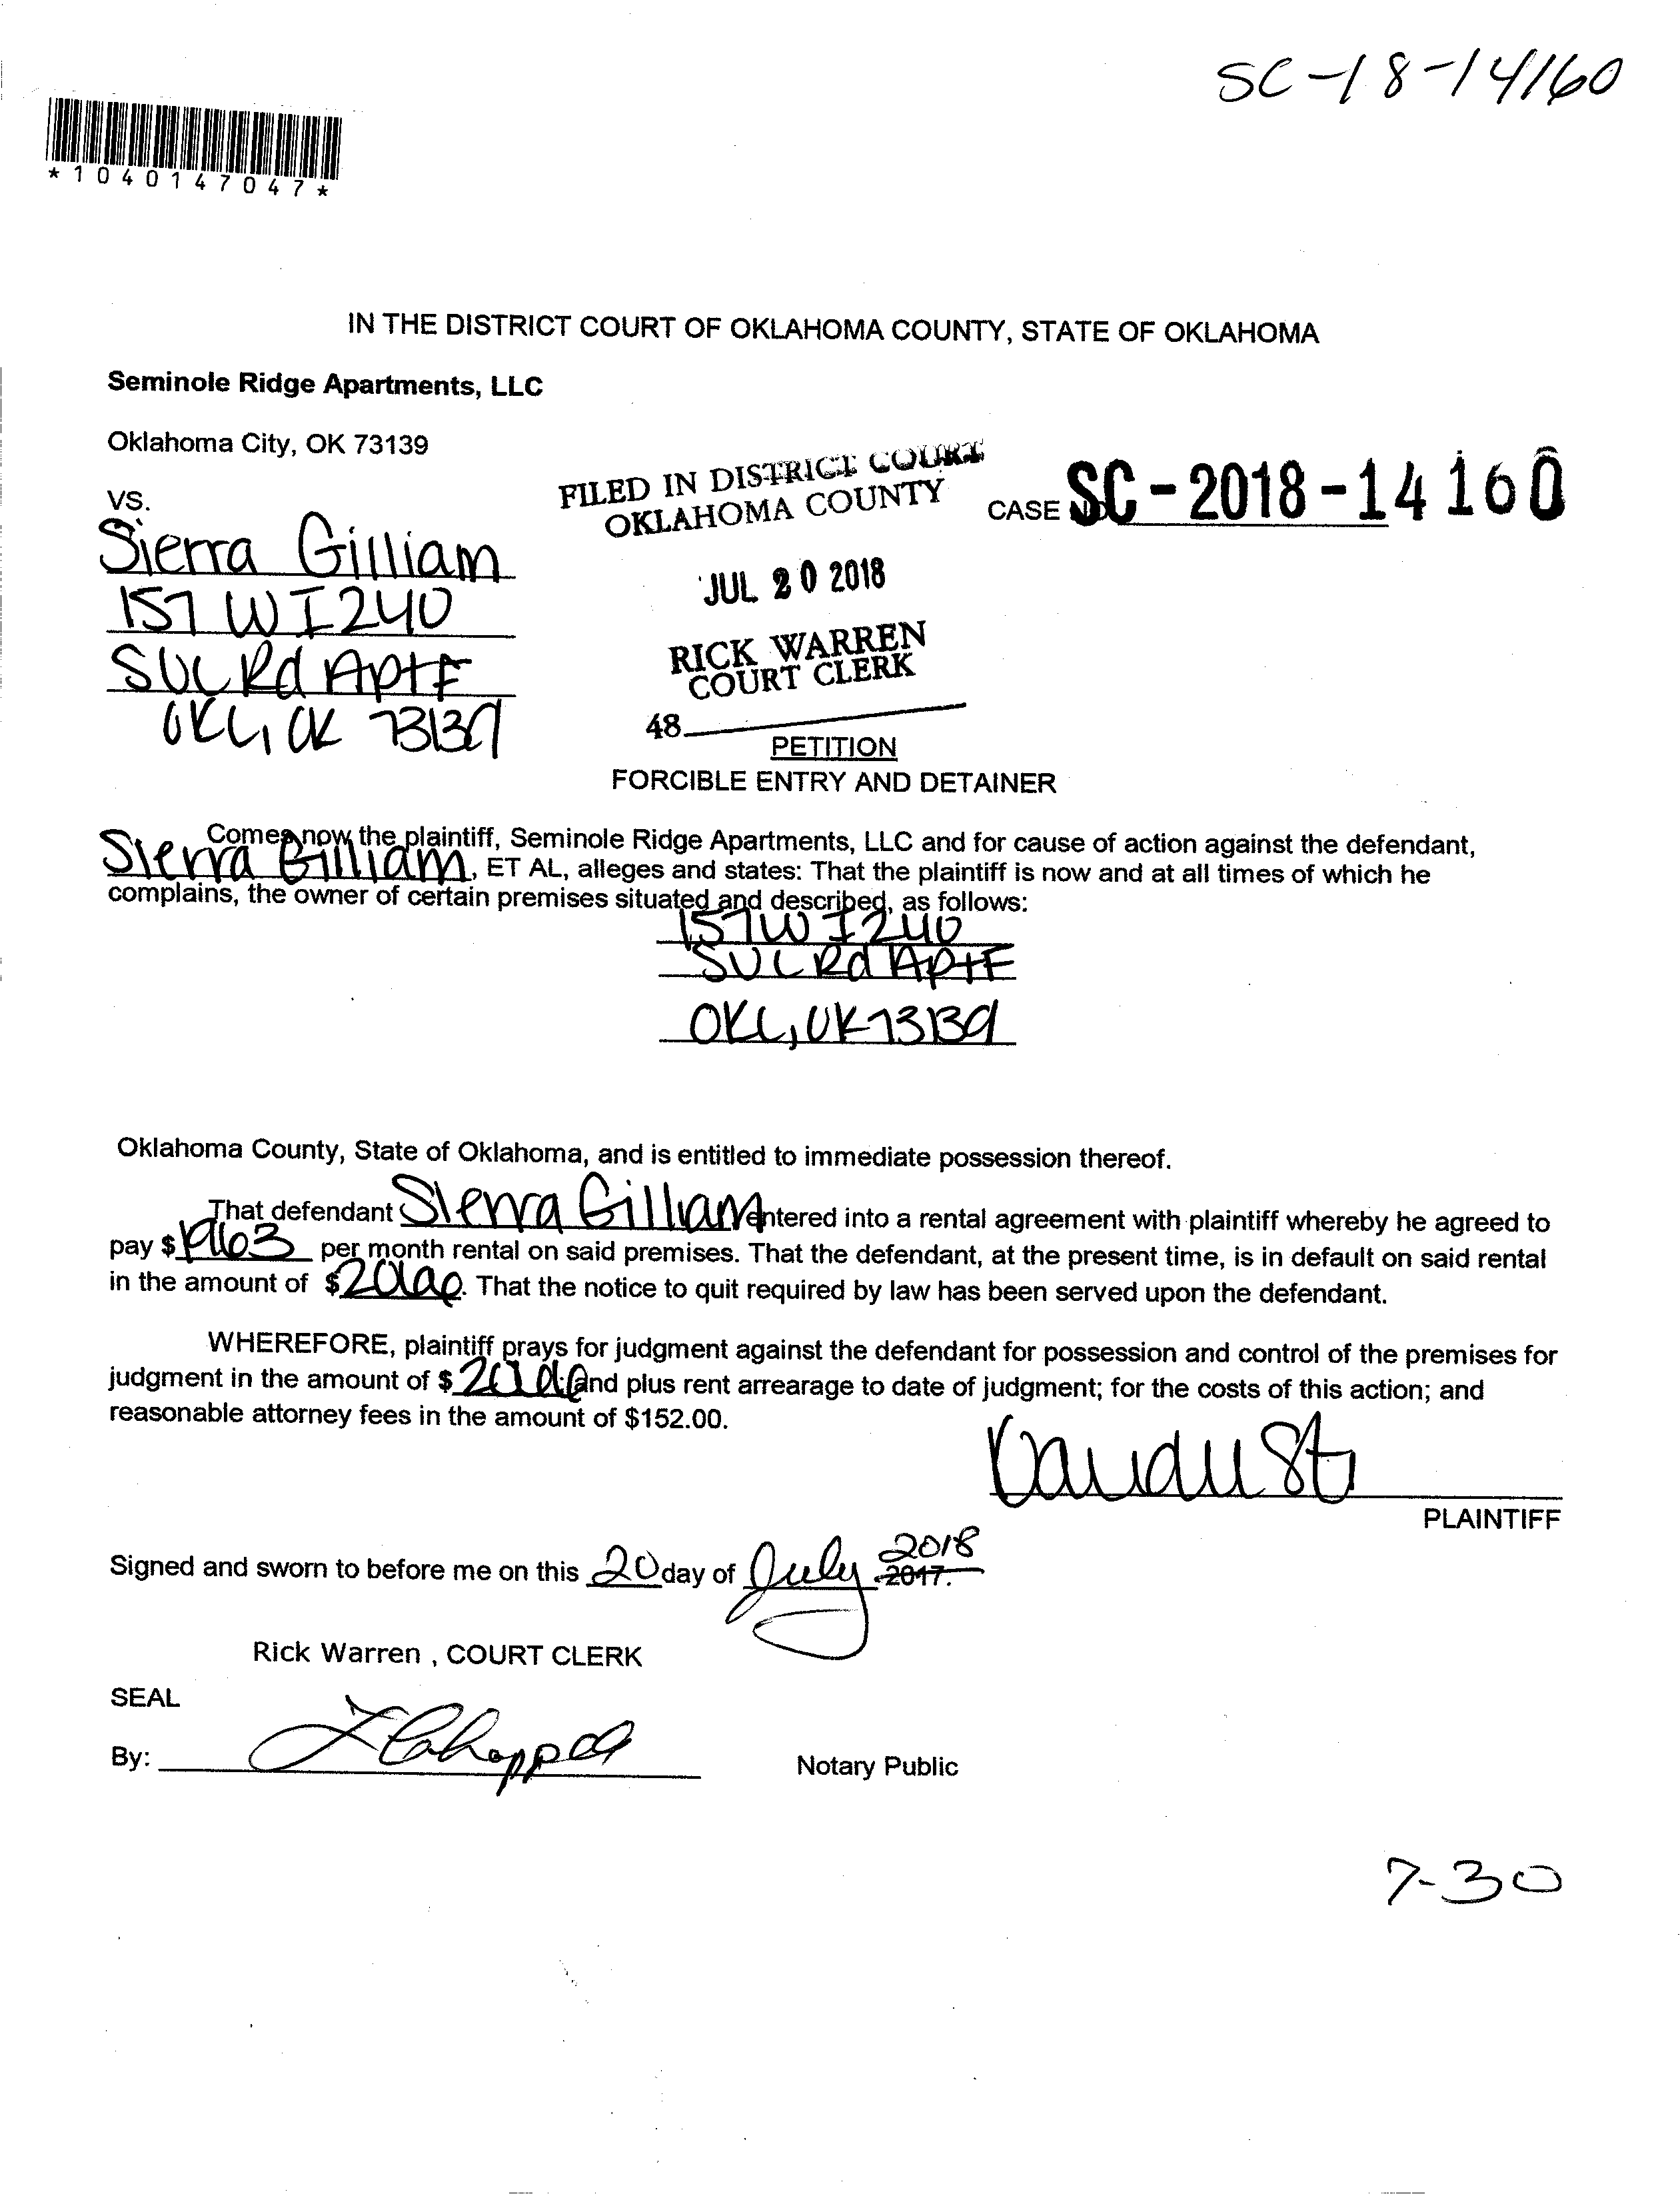 SC-18-14160
*1040147047*
IN THE DISTRICT COURT OF OKLAHOMA COUNTY, STATE OF OKLAHOMA
Seminole Ridge Apartments, LLC
Oklahoma City, OK 73139
VS.
FILED IN DISTRICT COURT
OKLAHOMA COUNTY
CASE NO. SC-2018-14160
Sierra Gilliam
157 W I240
JUL 20 2018
SVC Rd Apt F
RICK WARREN
COURT CLERK
OKC, OK 73139
48
PETITION
FORCIBLE ENTRY AND DETAINER
Comes now the plaintiff, Seminole Ridge Apartments, LLC and for cause of action against the defendant,
Sierra Gilliam, ET AL, alleges and states: That the plaintiff is now and at all times of which he
complains, the owner of certain premises situated and described, as follows:
157 W I240
SVC Rd Apt F
OKC, OK 73139
Oklahoma County, State of Oklahoma, and is entitled to immediate possession thereof.
That defendant Sierra Gilliam entered into a rental agreement with plaintiff whereby he agreed to
pay $ per month rental on said premises. That the defendant, at the present time, is in default on said rental
in the amount of $. That the notice to quit required by law has been served upon the defendant.
WHEREFORE, plaintiff prays for judgment against the defendant for possession and control of the premises for
judgment in the amount of $ and plus rent arrearage to date of judgment; for the costs of this action; and
reasonable attorney fees in the amount of $152.00.
PLAINTIFF
Signed and sworn to before me on this 20 day of July 2018 2017.
Rick Warren , COURT CLERK
SEAL
By:
Notary Public
7-30